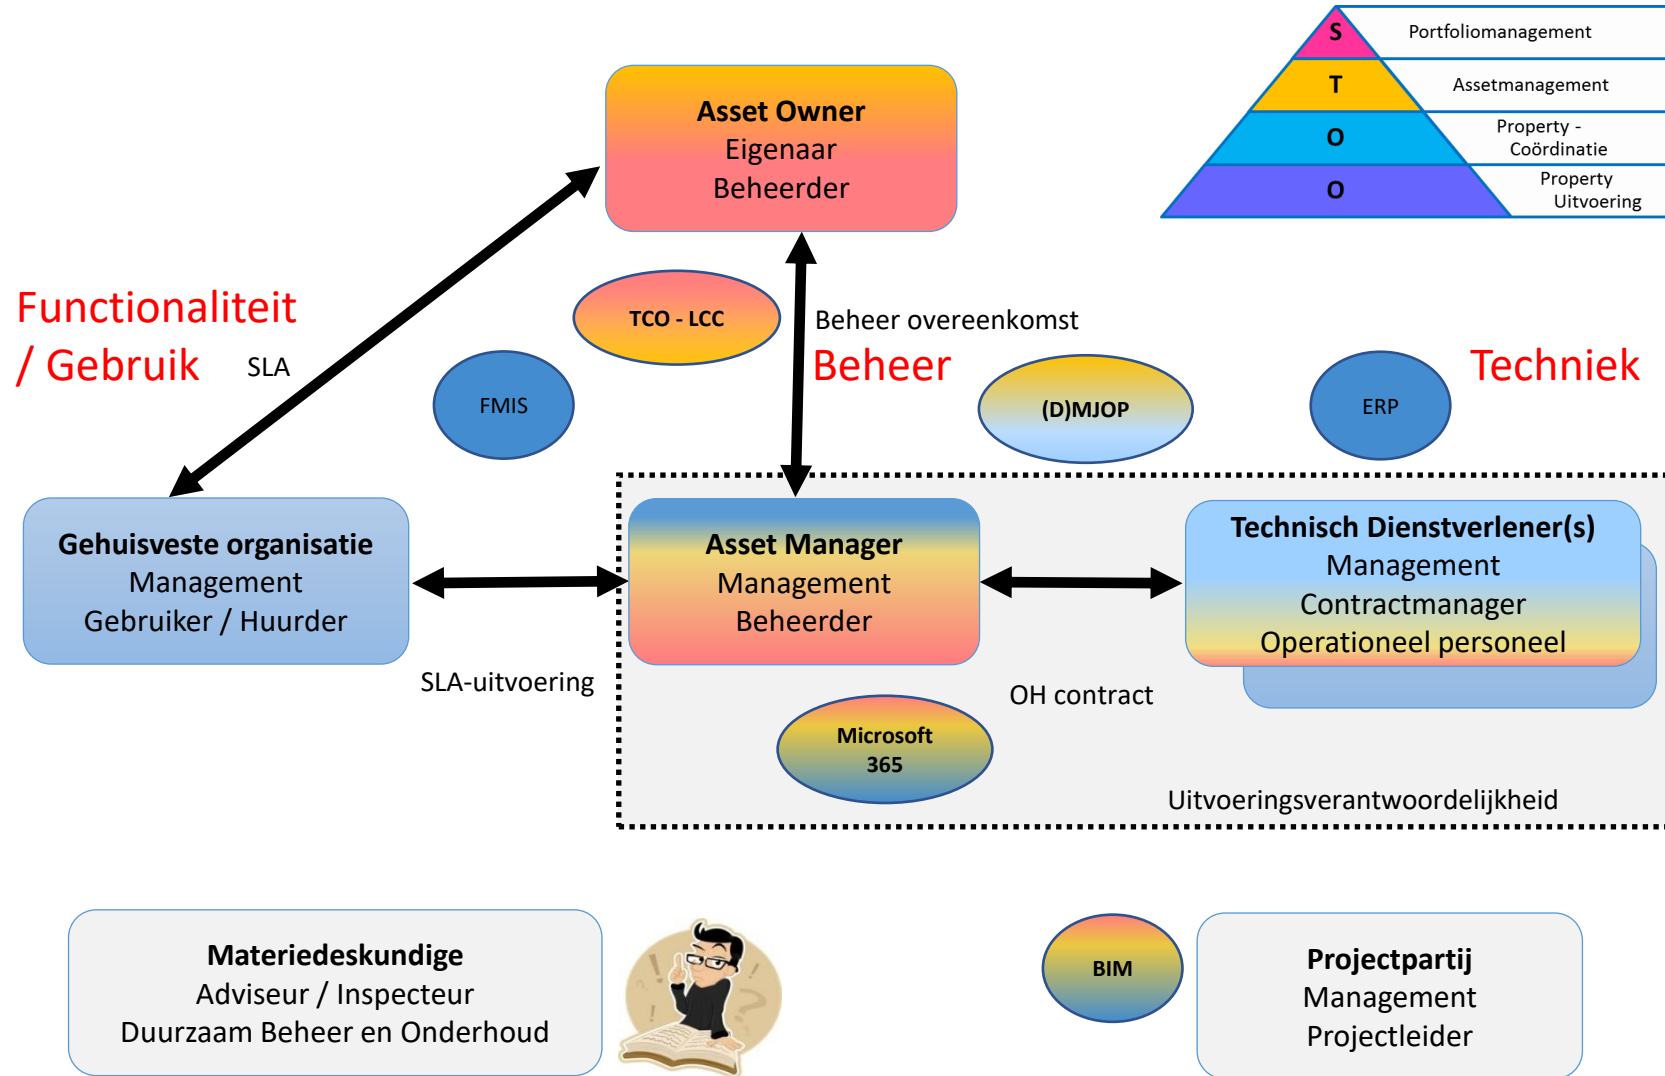 S
Portfoliomanagement
T
Assetmanagement
O
Property -
Coördinatie
O
Property
Uitvoering
Asset Owner
Eigenaar
Beheerder
Functionaliteit
/ Gebruik
SLA
TCO - LCC
Beheer overeenkomst
Beheer
Techniek
FMIS
(D)MJOP
ERP
Gehuisveste organisatie
Management
Gebruiker / Huurder
Asset Manager
Management
Beheerder
Technisch Dienstverlener(s)
Management
Contractmanager
Operationeel personeel
SLA-uitvoering
OH contract
Microsoft
365
Uitvoeringsverantwoordelijkheid
Materiedeskundige
Adviseur / Inspecteur
Duurzaam Beheer en Onderhoud
BIM
Projectpartij
Management
Projectleider